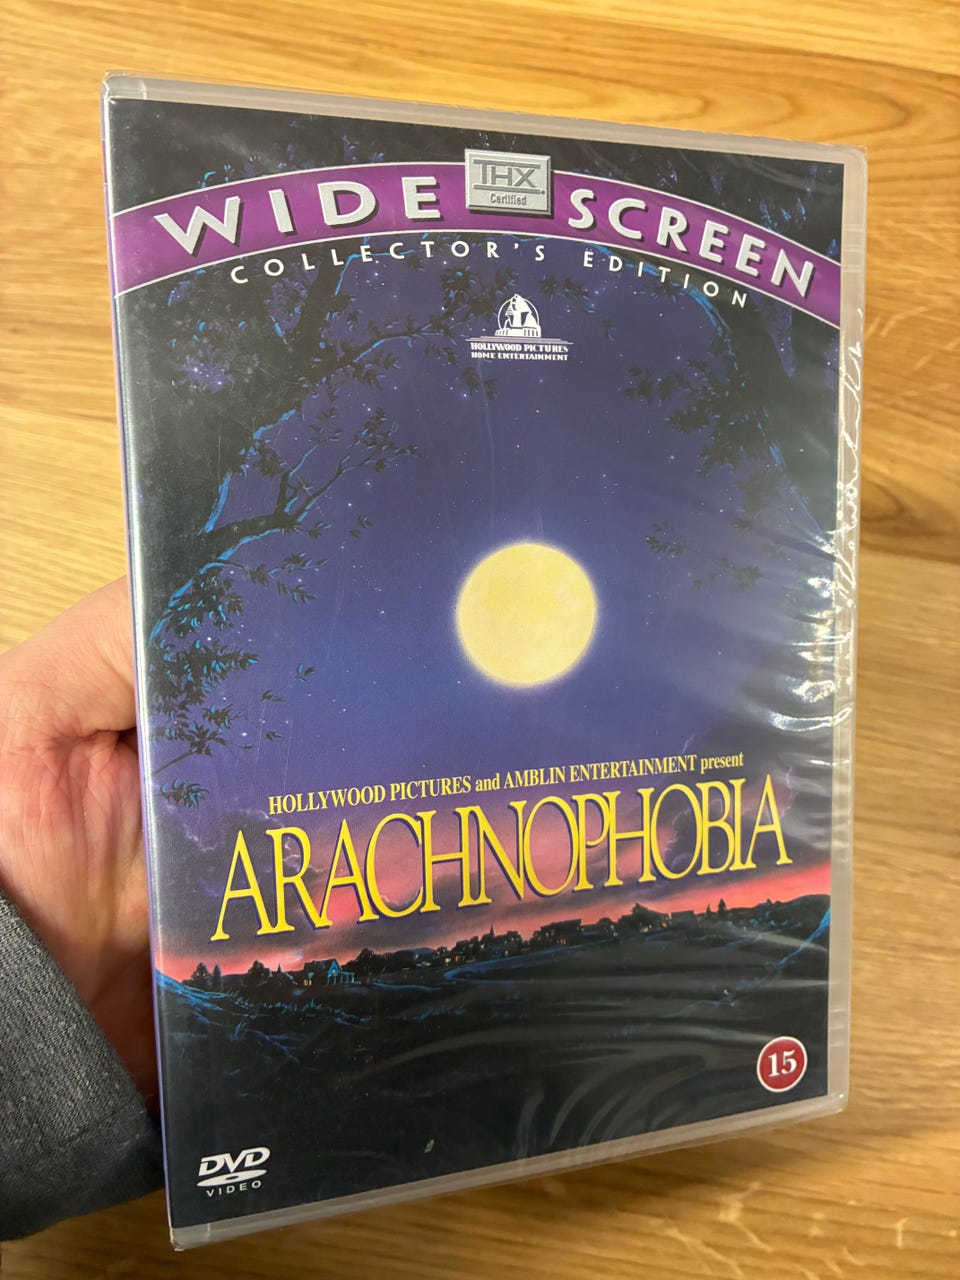 THX
Certified
WIDE SCREEN
COLLECTOR'S EDITION
HOLLYWOOD PICTURES
HOME ENTERTAINMENT
HOLLYWOOD PICTURES and AMBLIN ENTERTAINMENT present
ARACHNOPHOBIA
15
DVD
VIDEO